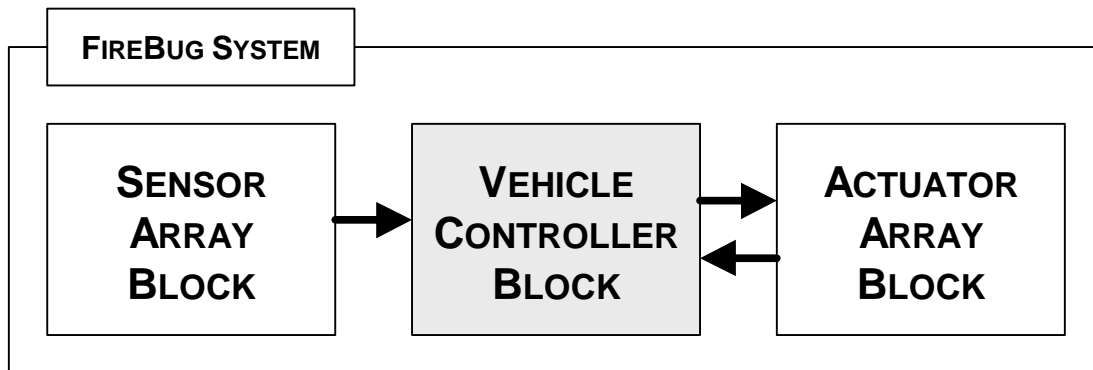 FIREBUG SYSTEM
SENSOR
ARRAY
BLOCK
VEHICLE
CONTROLLER
BLOCK
ACTUATOR
ARRAY
BLOCK